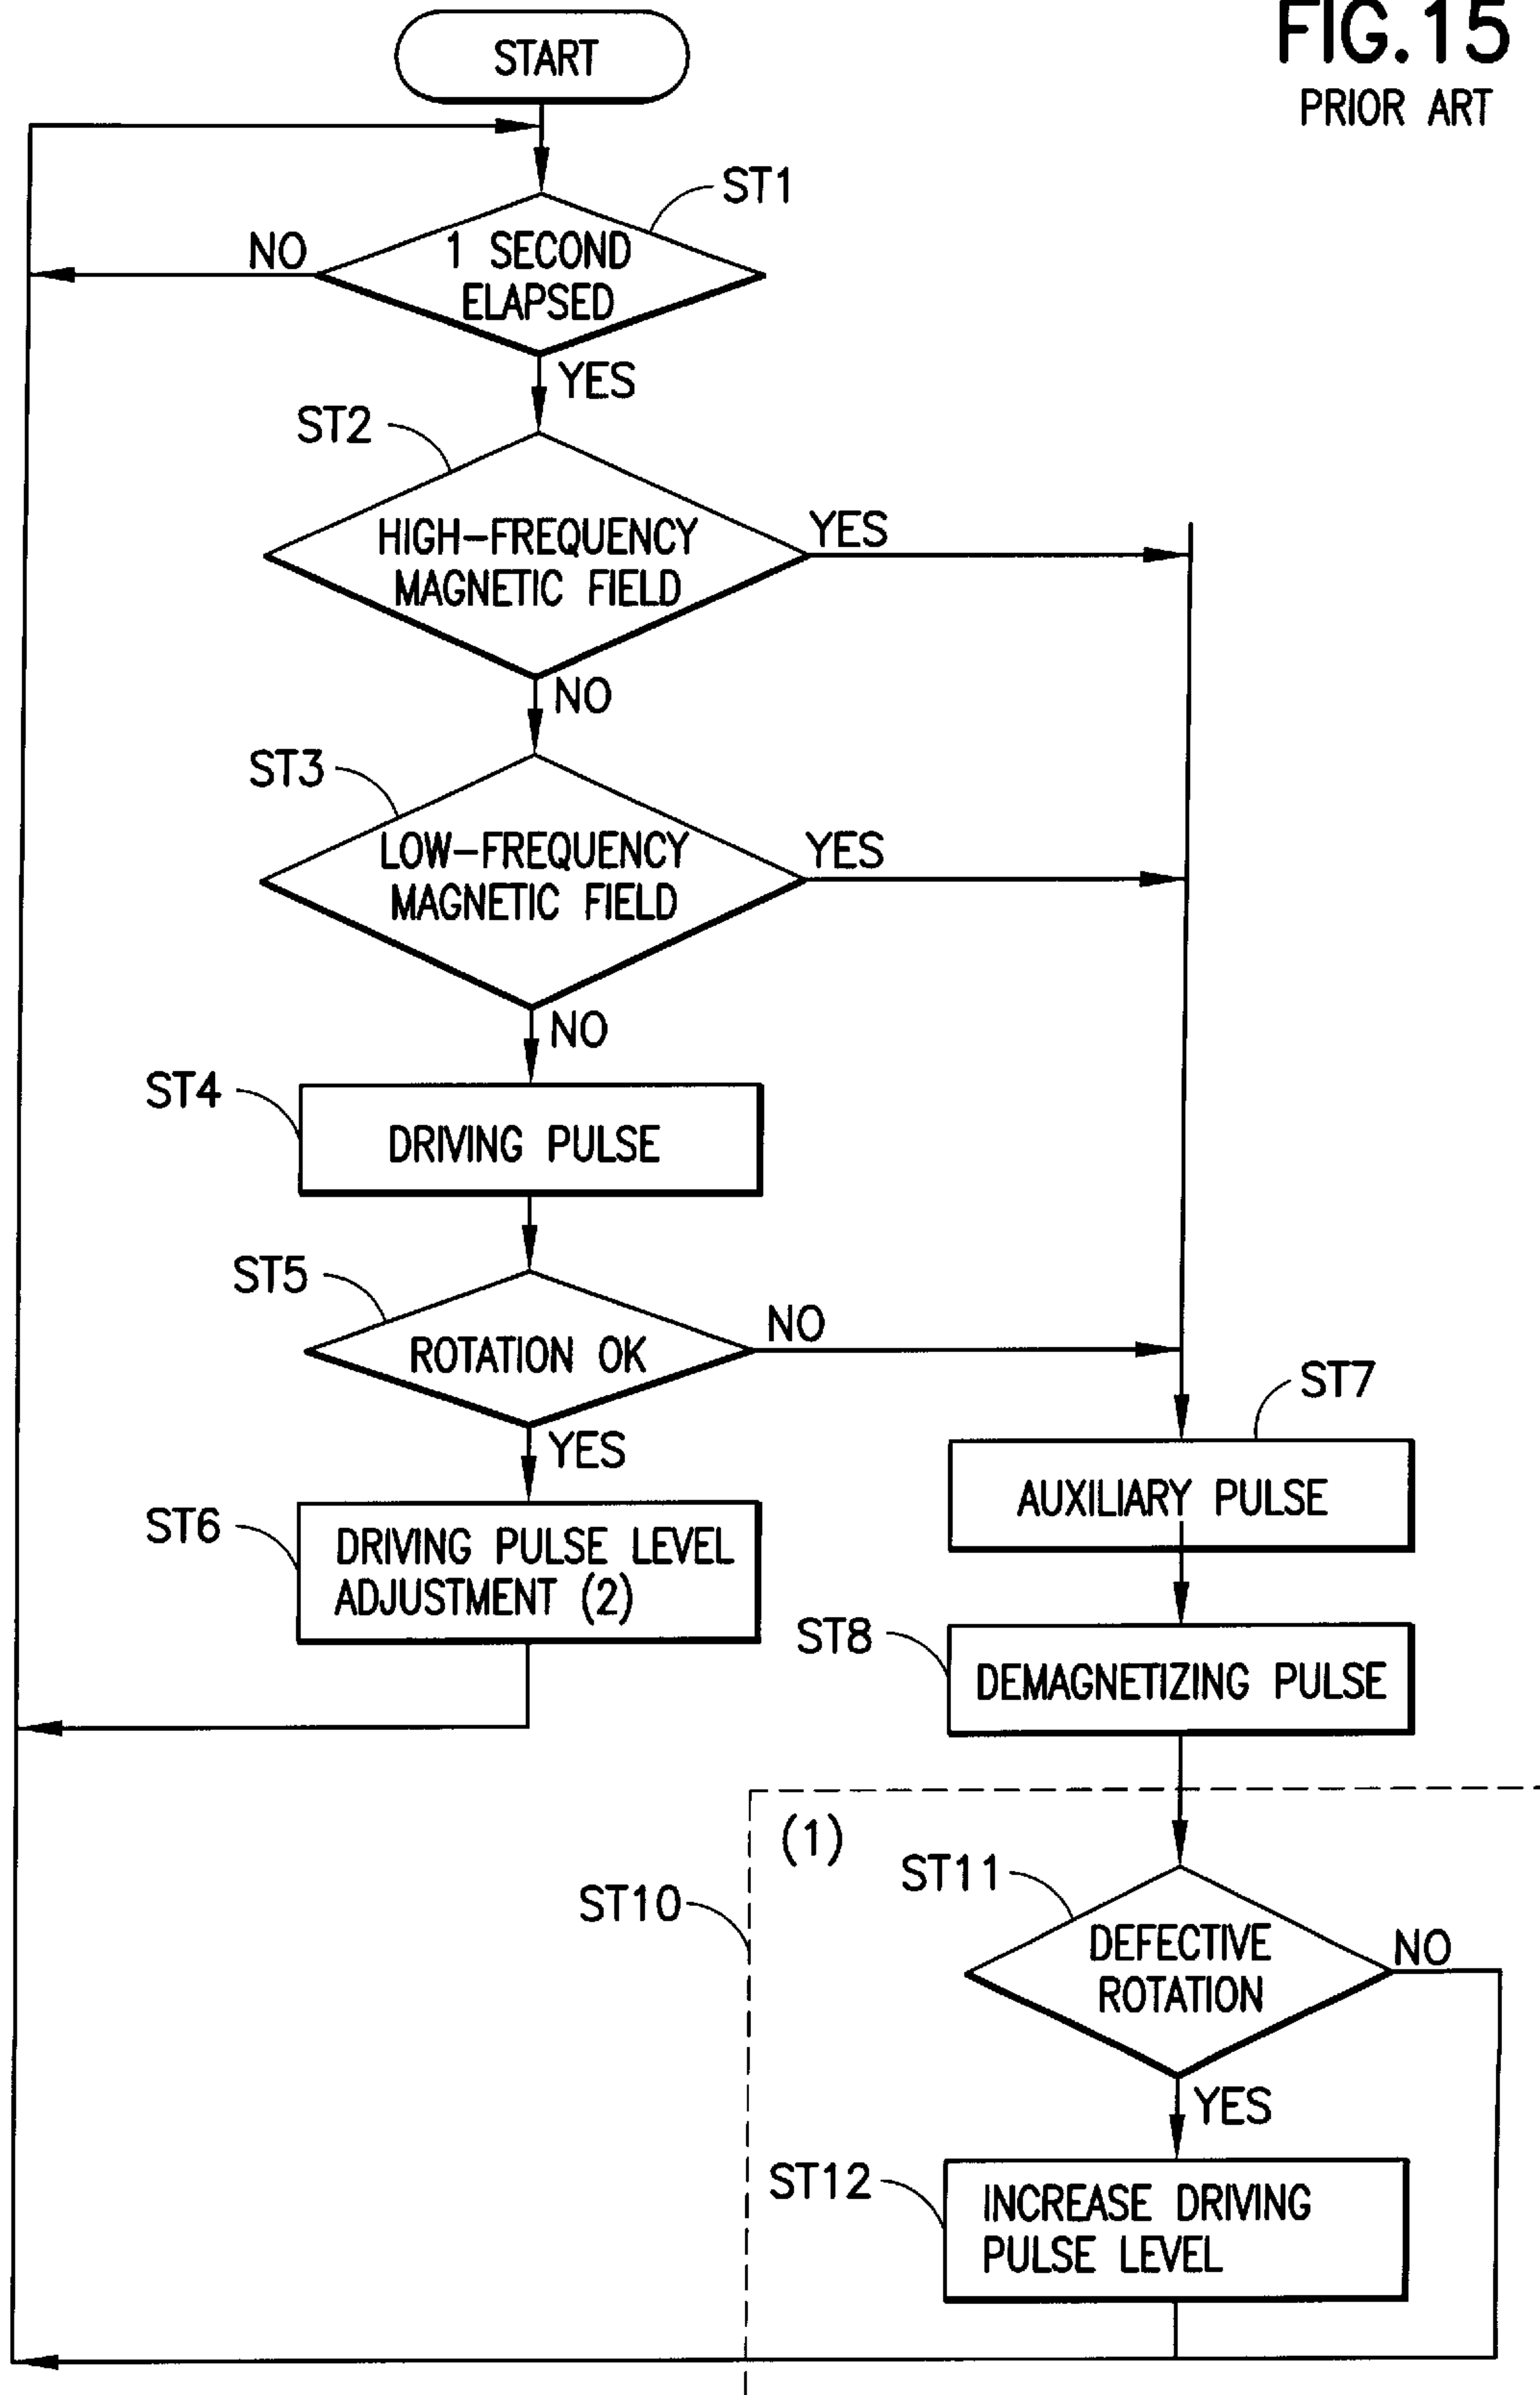 FIG.15
PRIOR ART
START
ST1
1 SECOND
ELAPSED
NO
YES
ST2
HIGH-FREQUENCY
MAGNETIC FIELD
YES
NO
ST3
LOW-FREQUENCY
MAGNETIC FIELD
YES
NO
ST4
DRIVING PULSE
ST5
ROTATION OK
NO
YES
ST6
DRIVING PULSE LEVEL
ADJUSTMENT (2)
ST7
AUXILIARY PULSE
ST8
DEMAGNETIZING PULSE
(1)
ST10
ST11
DEFECTIVE
ROTATION
NO
YES
ST12
INCREASE DRIVING
PULSE LEVEL